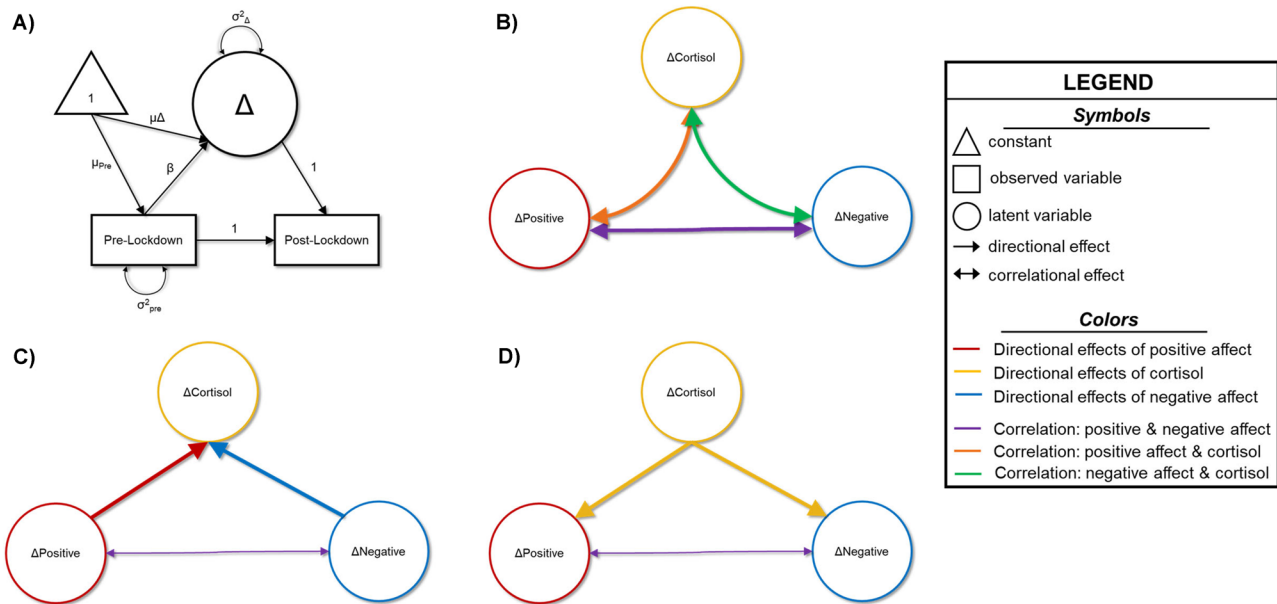 A)
σ²Δ
1
Δ
μΔ
μPre
β
1
Pre-Lockdown
1
Post-Lockdown
σ²pre
B)
ΔCortisol
ΔPositive
ΔNegative
C)
ΔCortisol
ΔPositive
ΔNegative
D)
ΔCortisol
ΔPositive
ΔNegative
LEGEND
Symbols
constant
observed variable
latent variable
directional effect
correlational effect
Colors
Directional effects of positive affect
Directional effects of cortisol
Directional effects of negative affect
Correlation: positive & negative affect
Correlation: positive affect & cortisol
Correlation: negative affect & cortisol